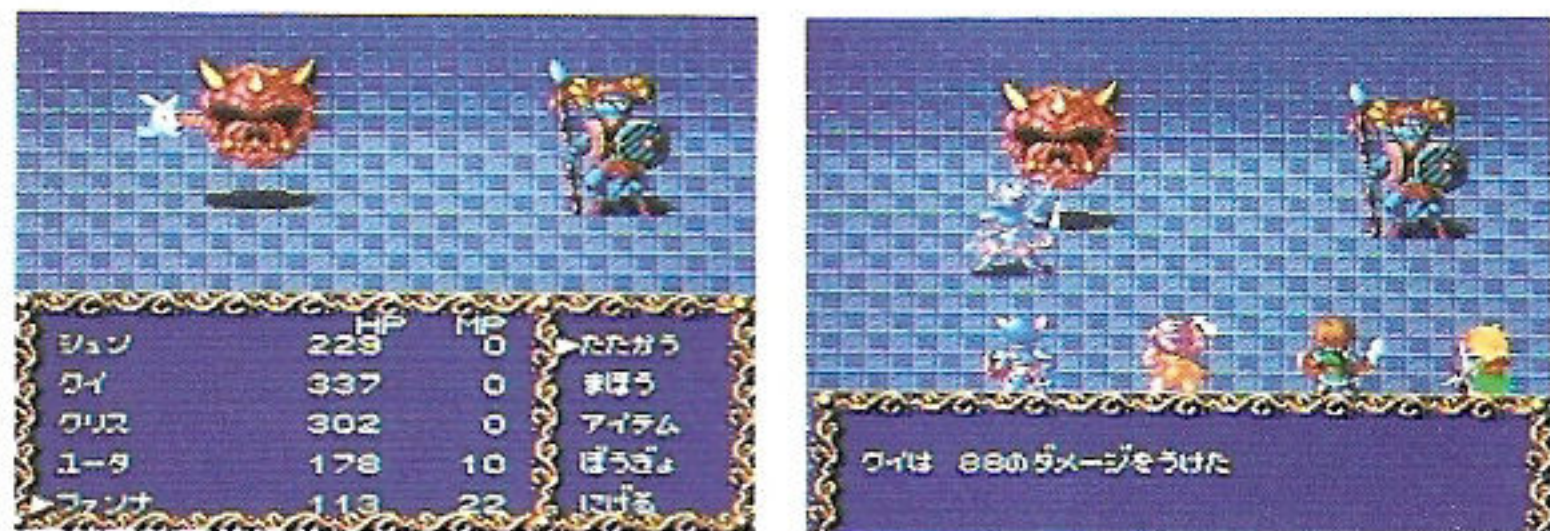 HP MP
シュン 229 0 ▶たたかう
クイ 337 0 まほう
クリス 302 0 アイテム
ユータ 178 10 ぼうぎょ
▶ファンナ 113 22 にげる
クイは 88のダメージをうけた